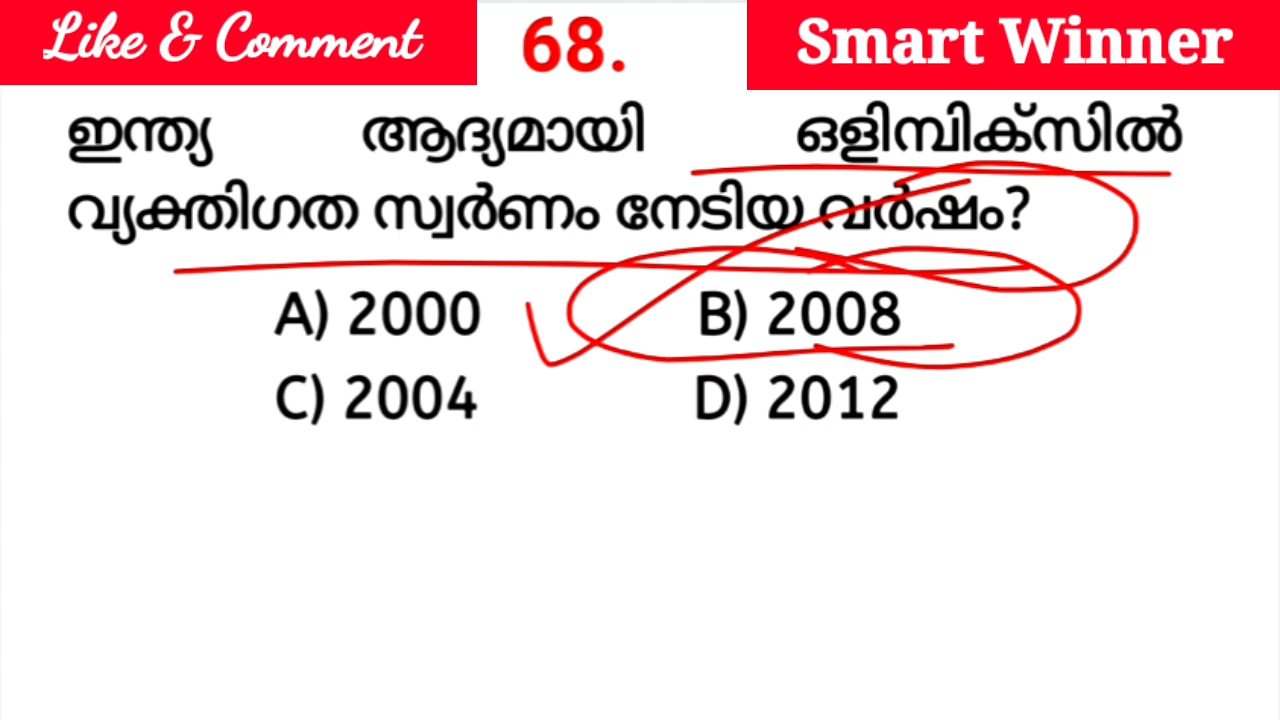 Like & Comment
68.
Smart Winner
ഇന്ത്യ ആദ്യമായി ഒളിമ്പിക്സിൽ
വ്യക്തിഗത സ്വർണം നേടിയ വർഷം?
A) 2000 B) 2008
C) 2004 D) 2012